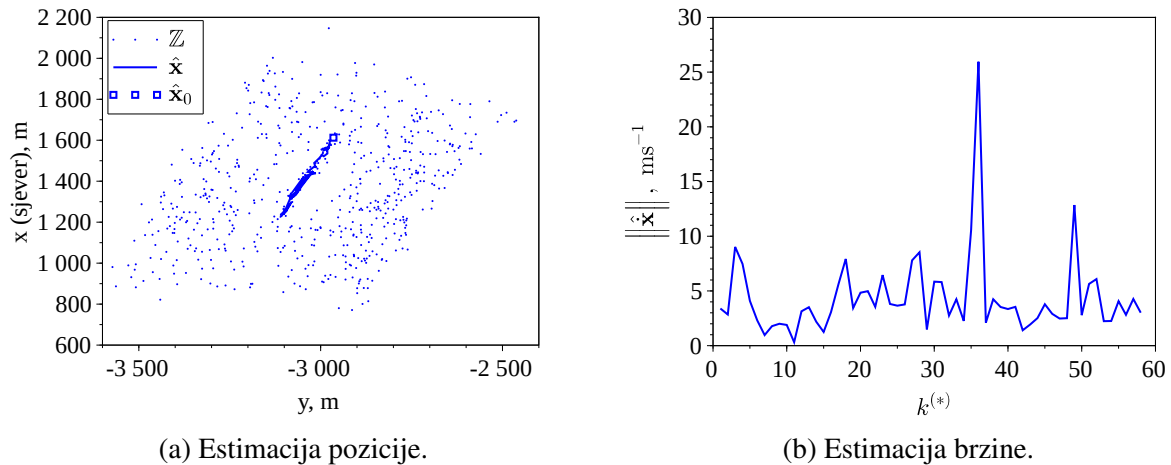 2 200
2 000
1 800
1 600
1 400
1 200
1 000
800
600
x (sjever), m
ℤ
x̂
x̂₀
-3 500
-3 000
-2 500
y, m
(a) Estimacija pozicije.
30
25
20
15
10
5
0
||x̂̇||, ms⁻¹
0
10
20
30
40
50
60
k⁽*⁾
(b) Estimacija brzine.